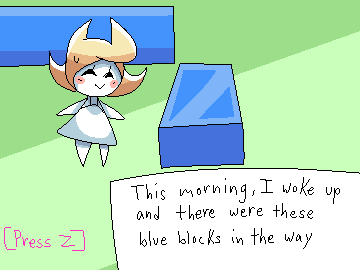 This morning, I woke up
and there were these
blue blocks in the way
[Press Z]